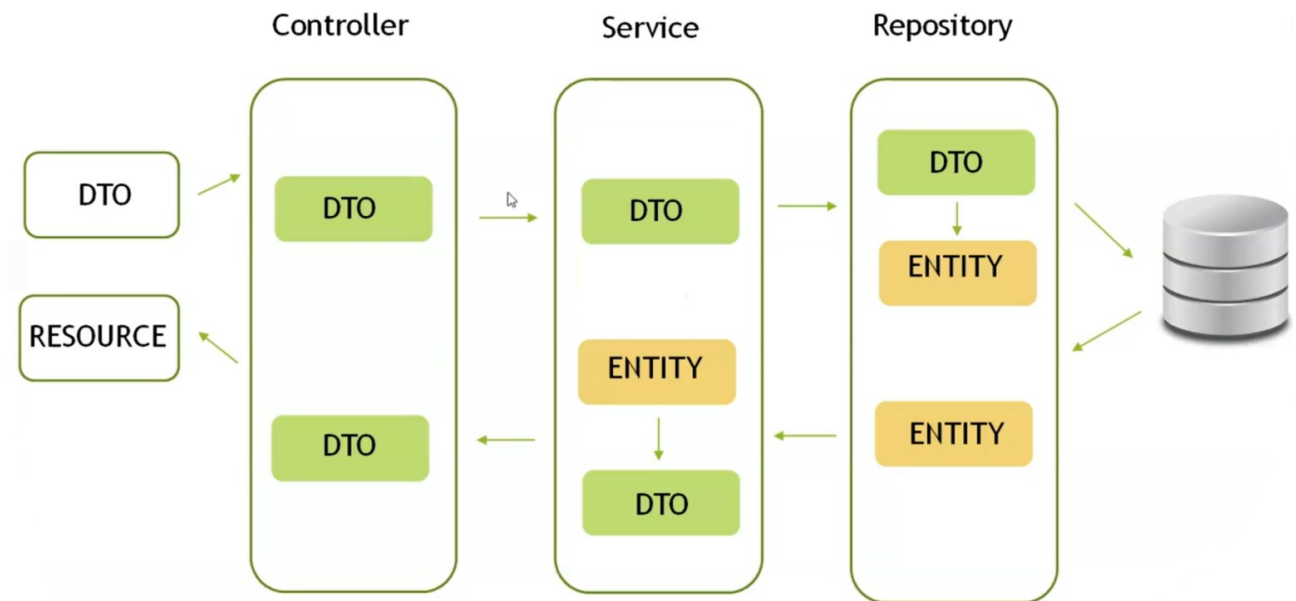 Controller
Service
Repository
DTO
DTO
DTO
DTO
ENTITY
RESOURCE
ENTITY
DTO
ENTITY
DTO